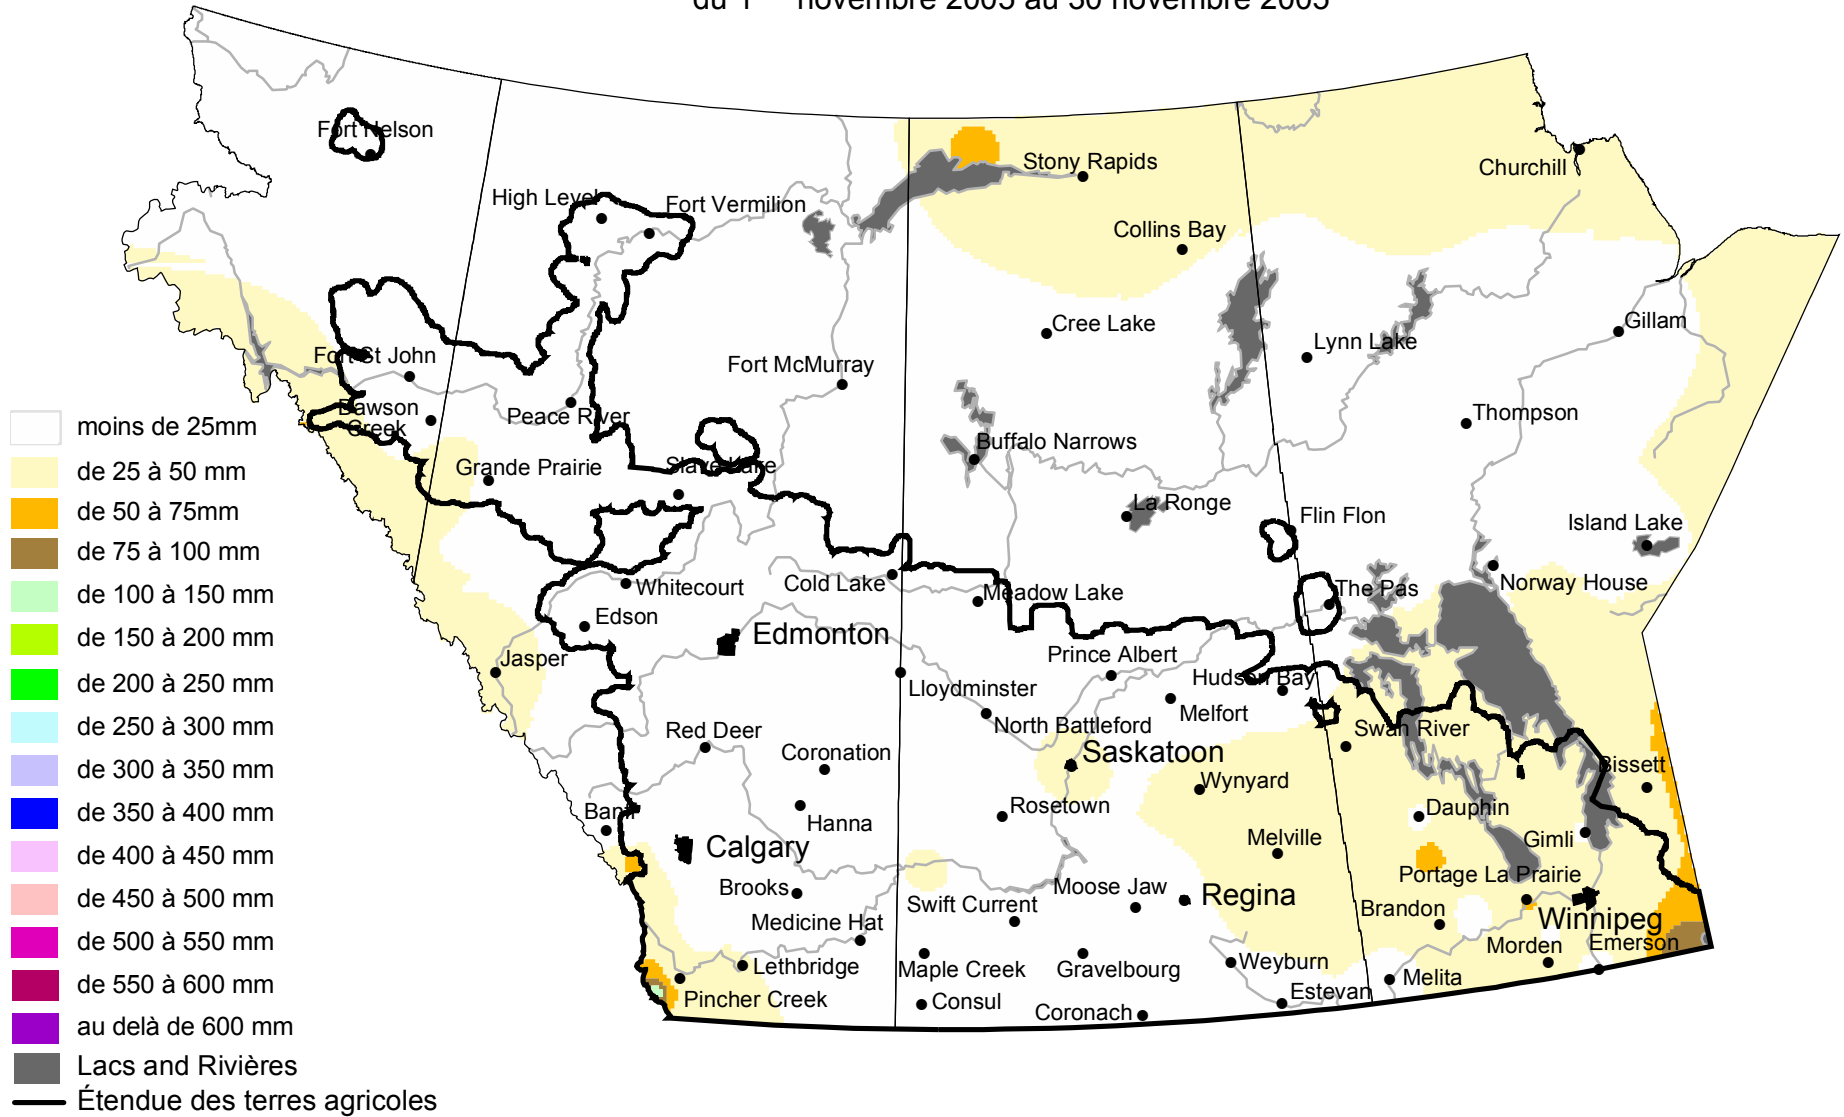 du 1 novembre 2005 au 30 novembre 2005
Fort Nelson
High Level
Fort Vermilion
Stony Rapids
Churchill
Collins Bay
Cree Lake
Lynn Lake
Gillam
Fort St John
Fort McMurray
Dawson
Creek
Peace River
Thompson
Buffalo Narrows
Grande Prairie
Slave Lake
La Ronge
Flin Flon
Island Lake
Whitecourt
Cold Lake
Meadow Lake
The Pas
Norway House
Edson
Edmonton
Jasper
Prince Albert
Hudson Bay
Lloydminster
Melfort
North Battleford
Swan River
Red Deer
Coronation
Saskatoon
Wynyard
Bissett
Banff
Hanna
Rosetown
Dauphin
Calgary
Melville
Gimli
Portage La Prairie
Brooks
Moose Jaw
Regina
Swift Current
Brandon
Winnipeg
Medicine Hat
Morden
Emerson
Lethbridge
Maple Creek
Gravelbourg
Weyburn
Melita
Pincher Creek
Consul
Coronach
Estevan
moins de 25mm
de 25 à 50 mm
de 50 à 75mm
de 75 à 100 mm
de 100 à 150 mm
de 150 à 200 mm
de 200 à 250 mm
de 250 à 300 mm
de 300 à 350 mm
de 350 à 400 mm
de 400 à 450 mm
de 450 à 500 mm
de 500 à 550 mm
de 550 à 600 mm
au delà de 600 mm
Lacs and Rivières
Étendue des terres agricoles